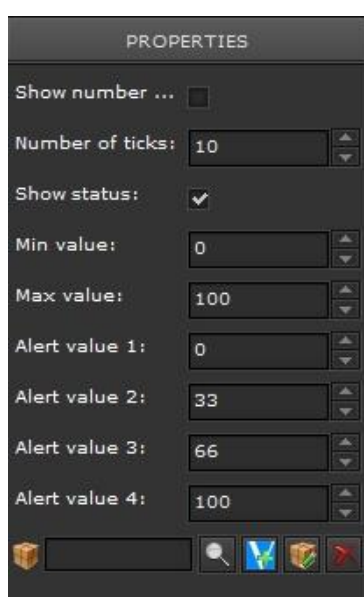 PROPERTIES
Show number ...
Number of ticks: 10
Show status:
Min value: 0
Max value: 100
Alert value 1: 0
Alert value 2: 33
Alert value 3: 66
Alert value 4: 100